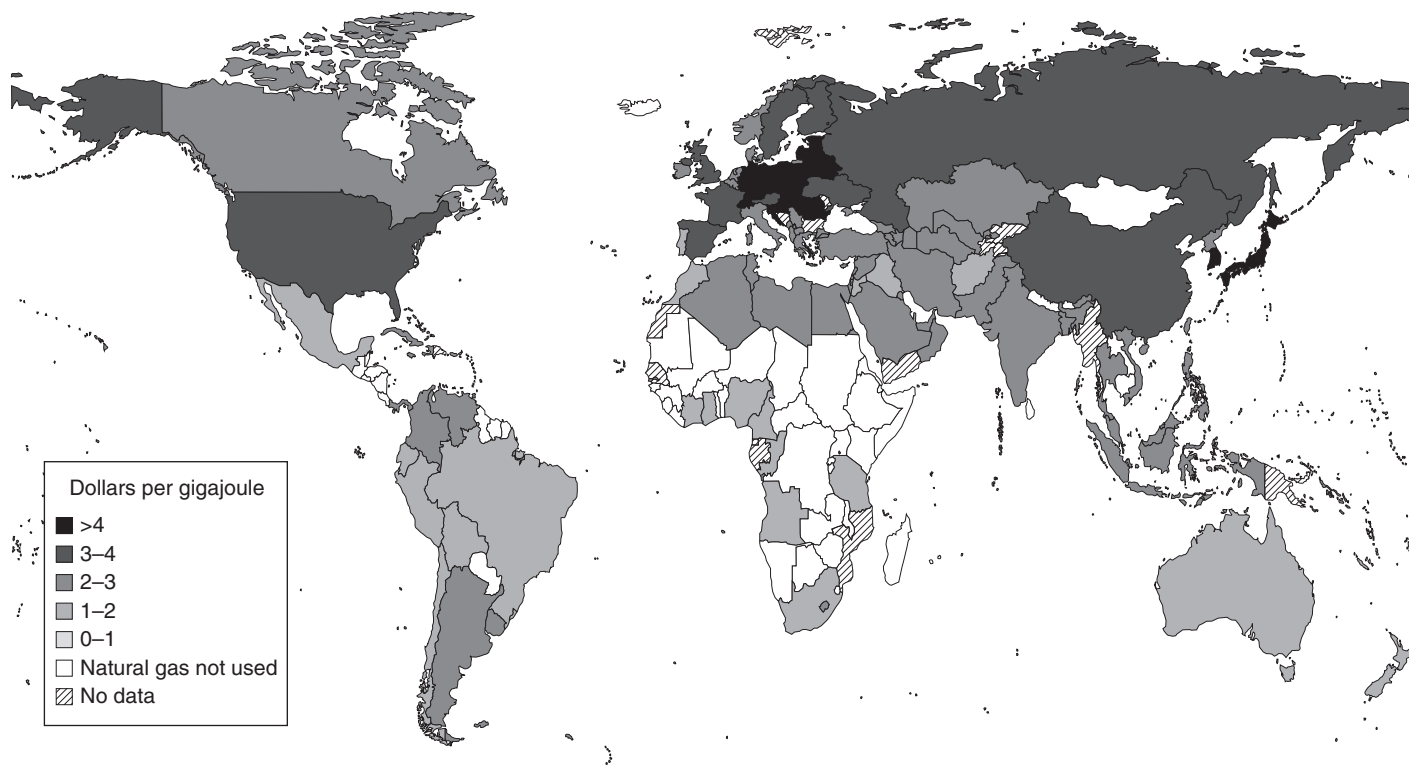 Dollars per gigajoule
>4
3–4
2–3
1–2
0–1
Natural gas not used
No data